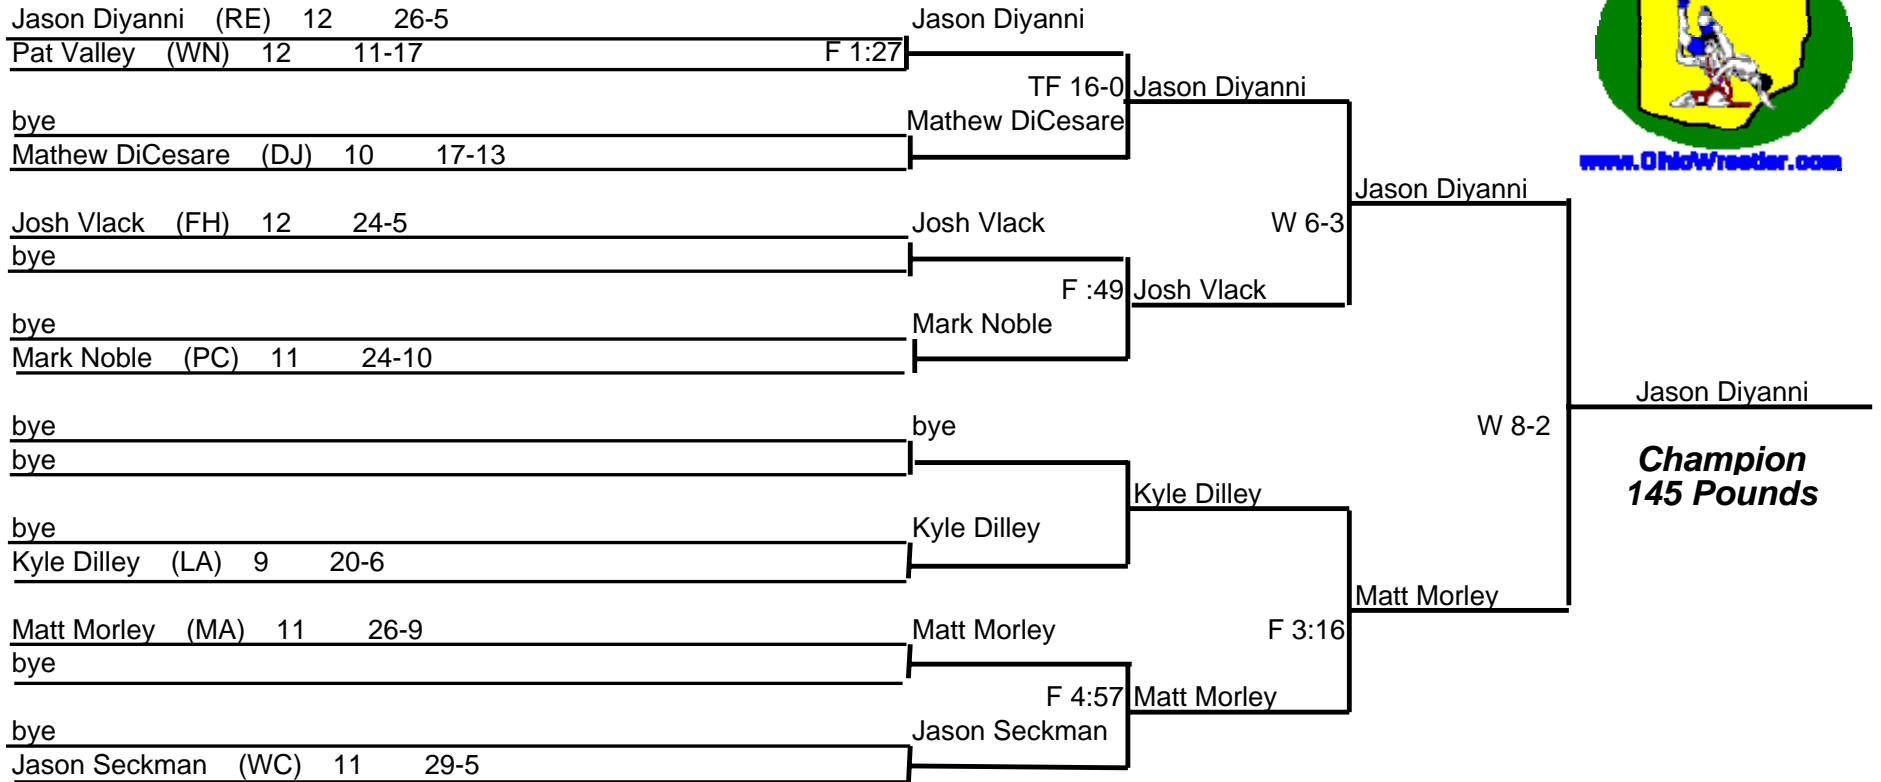 Jason Diyanni (RE) 12 26-5 Jason Diyanni
Pat Valley (WN) 12 11-17 F 1:27
TF 16-0 Jason Diyanni
bye Mathew DiCesare
Mathew DiCesare (DJ) 10 17-13
www.OhioWrestler.com
Jason Diyanni
Josh Vlack (FH) 12 24-5 Josh Vlack W 6-3
bye
F :49 Josh Vlack
bye Mark Noble
Mark Noble (PC) 11 24-10
Jason Diyanni
bye bye W 8-2
bye Champion
145 Pounds
Kyle Dilley
bye Kyle Dilley
Kyle Dilley (LA) 9 20-6
Matt Morley
Matt Morley (MA) 11 26-9 Matt Morley F 3:16
bye
F 4:57 Matt Morley
bye Jason Seckman
Jason Seckman (WC) 11 29-5